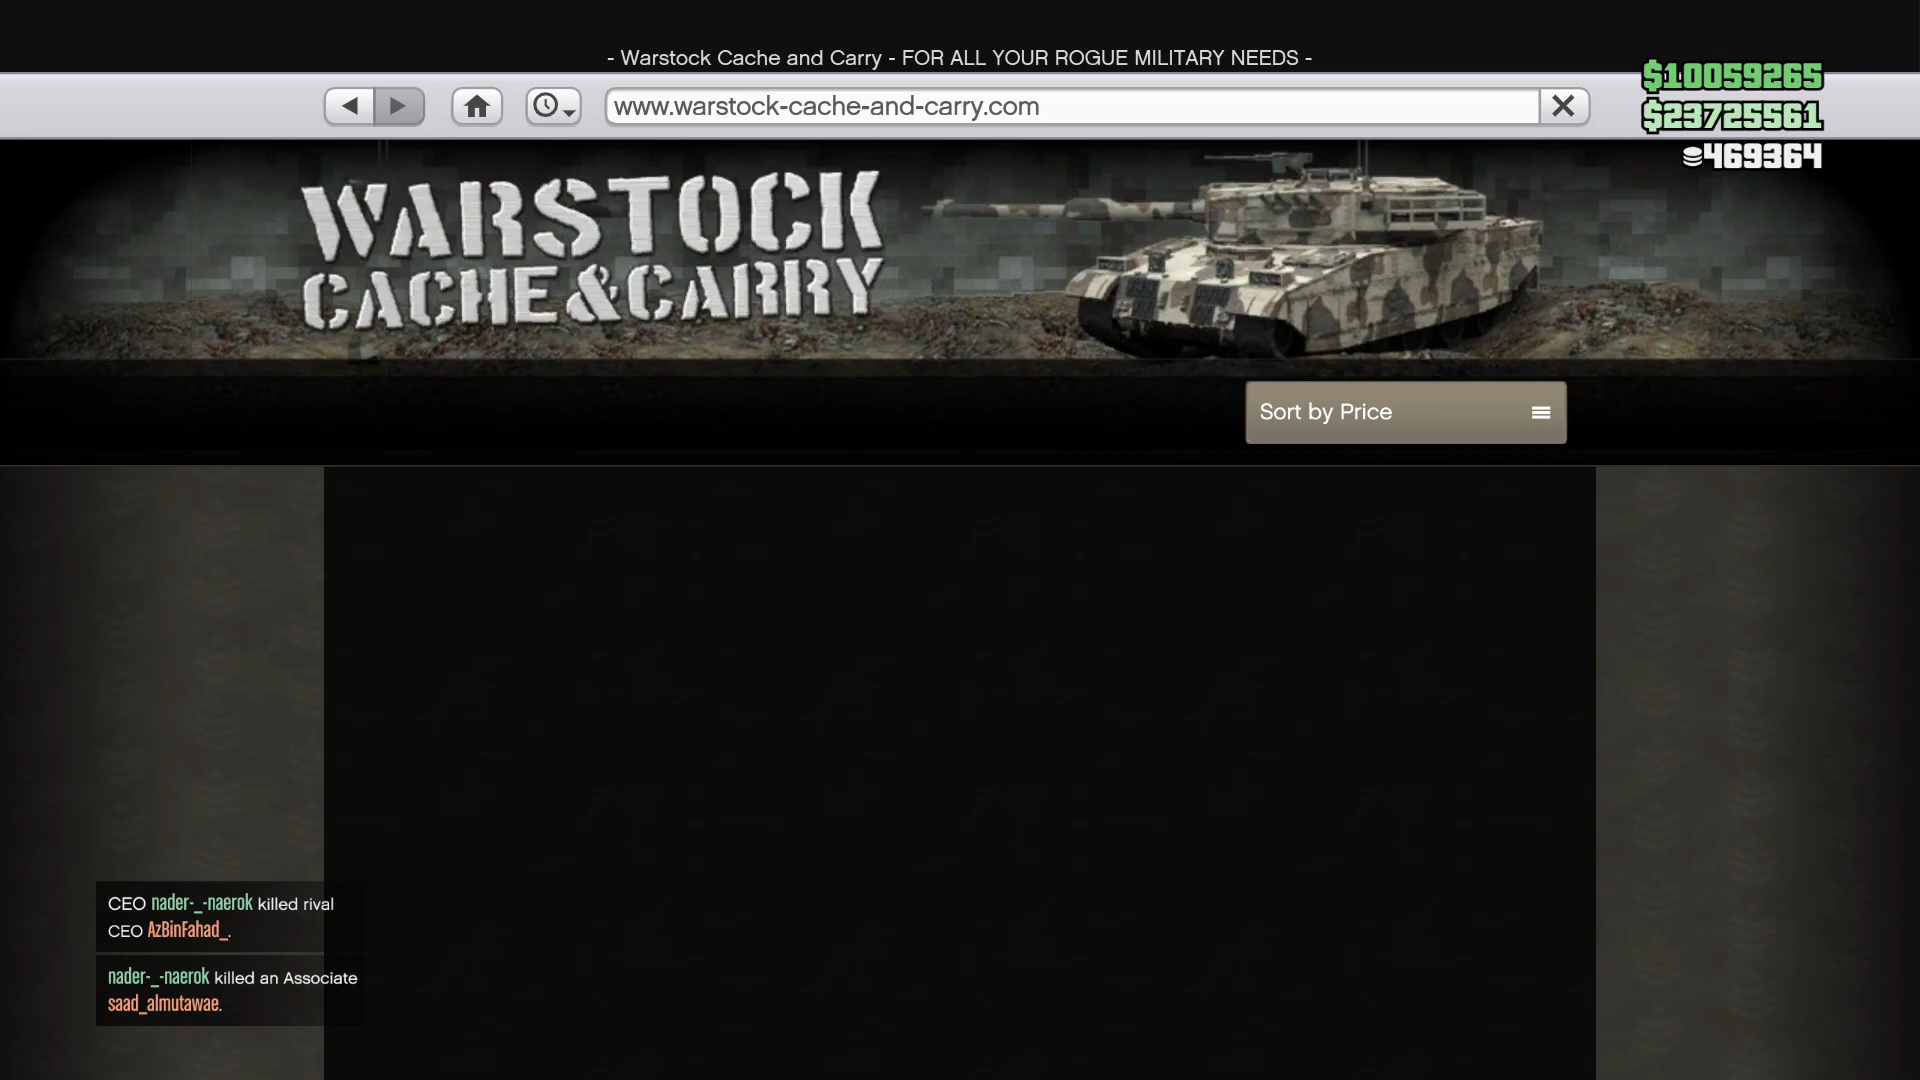 - Warstock Cache and Carry - FOR ALL YOUR ROGUE MILITARY NEEDS -
www.warstock-cache-and-carry.com
$10059265
$23725561
469364
WARSTOCK
CACHE&CARRY
Sort by Price
CEO nader-_-naerok killed rival
CEO AzBinFahad_.
nader-_-naerok killed an Associate
saad_almutawae.